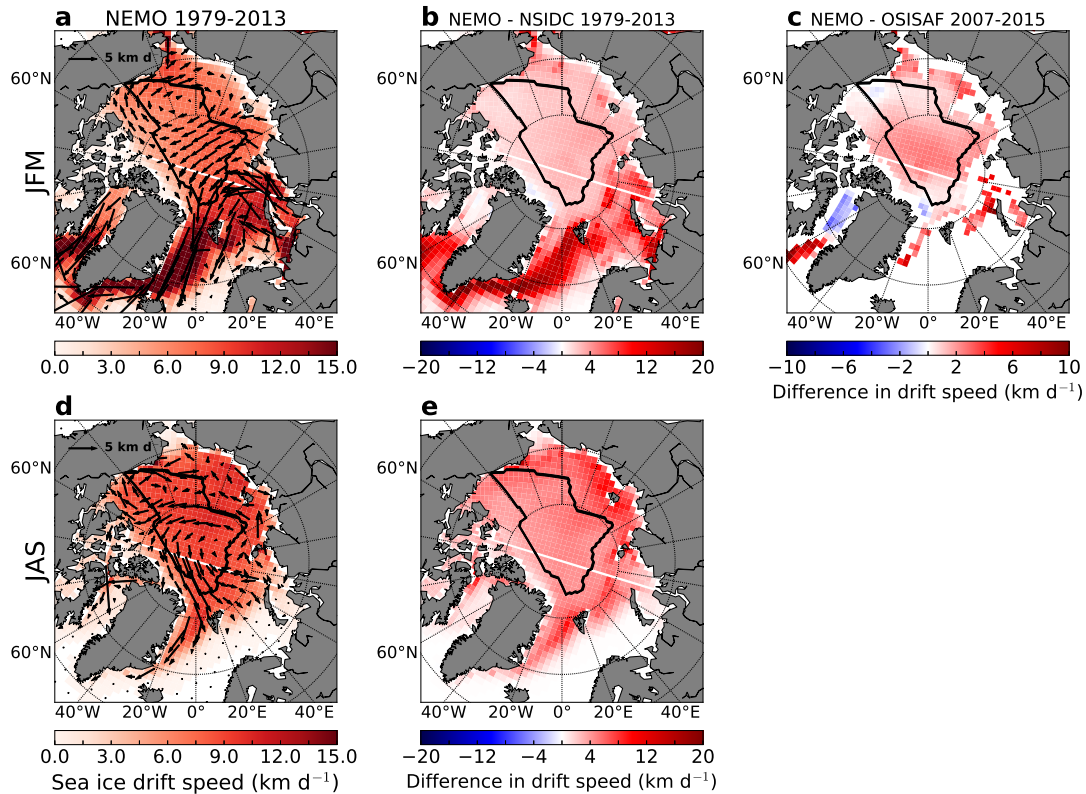 a NEMO 1979-2013
b NEMO - NSIDC 1979-2013
c NEMO - OSISAF 2007-2015
5 km d
60°N
60°N
60°N
JFM
60°N
60°N
60°N
40°W 0° 20°E 40°E
40°W 0° 20°E 40°E
40°W 0° 20°E 40°E
0.0 3.0 6.0 9.0 12.0 15.0
−20 −12 −4 4 12 20
−10 −6 −2 2 6 10
Difference in drift speed (km d⁻¹)
d
e
5 km d
60°N
60°N
JAS
60°N
60°N
40°W 0° 20°E 40°E
40°W 0° 20°E 40°E
0.0 3.0 6.0 9.0 12.0 15.0
−20 −12 −4 4 12 20
Sea ice drift speed (km d⁻¹)
Difference in drift speed (km d⁻¹)